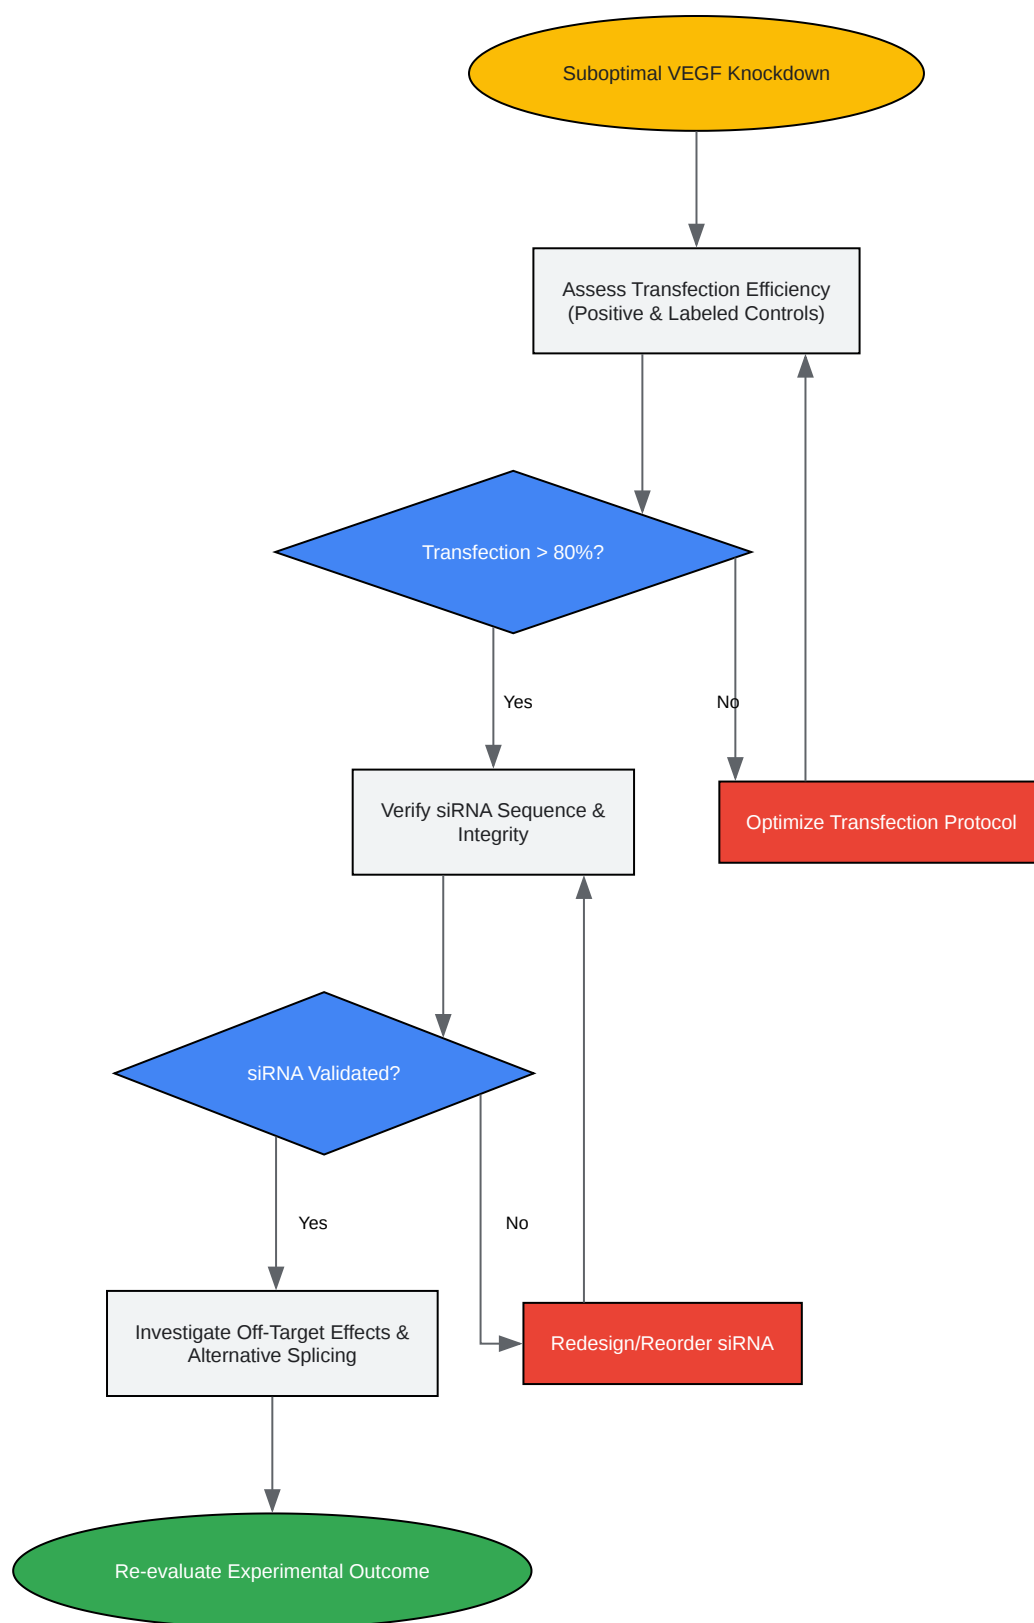 Suboptimal VEGF Knockdown
Assess Transfection Efficiency
(Positive & Labeled Controls)
Transfection > 80%?
Yes
No
Verify siRNA Sequence &
Integrity
Optimize Transfection Protocol
siRNA Validated?
Yes
No
Investigate Off-Target Effects &
Alternative Splicing
Redesign/Reorder siRNA
Re-evaluate Experimental Outcome